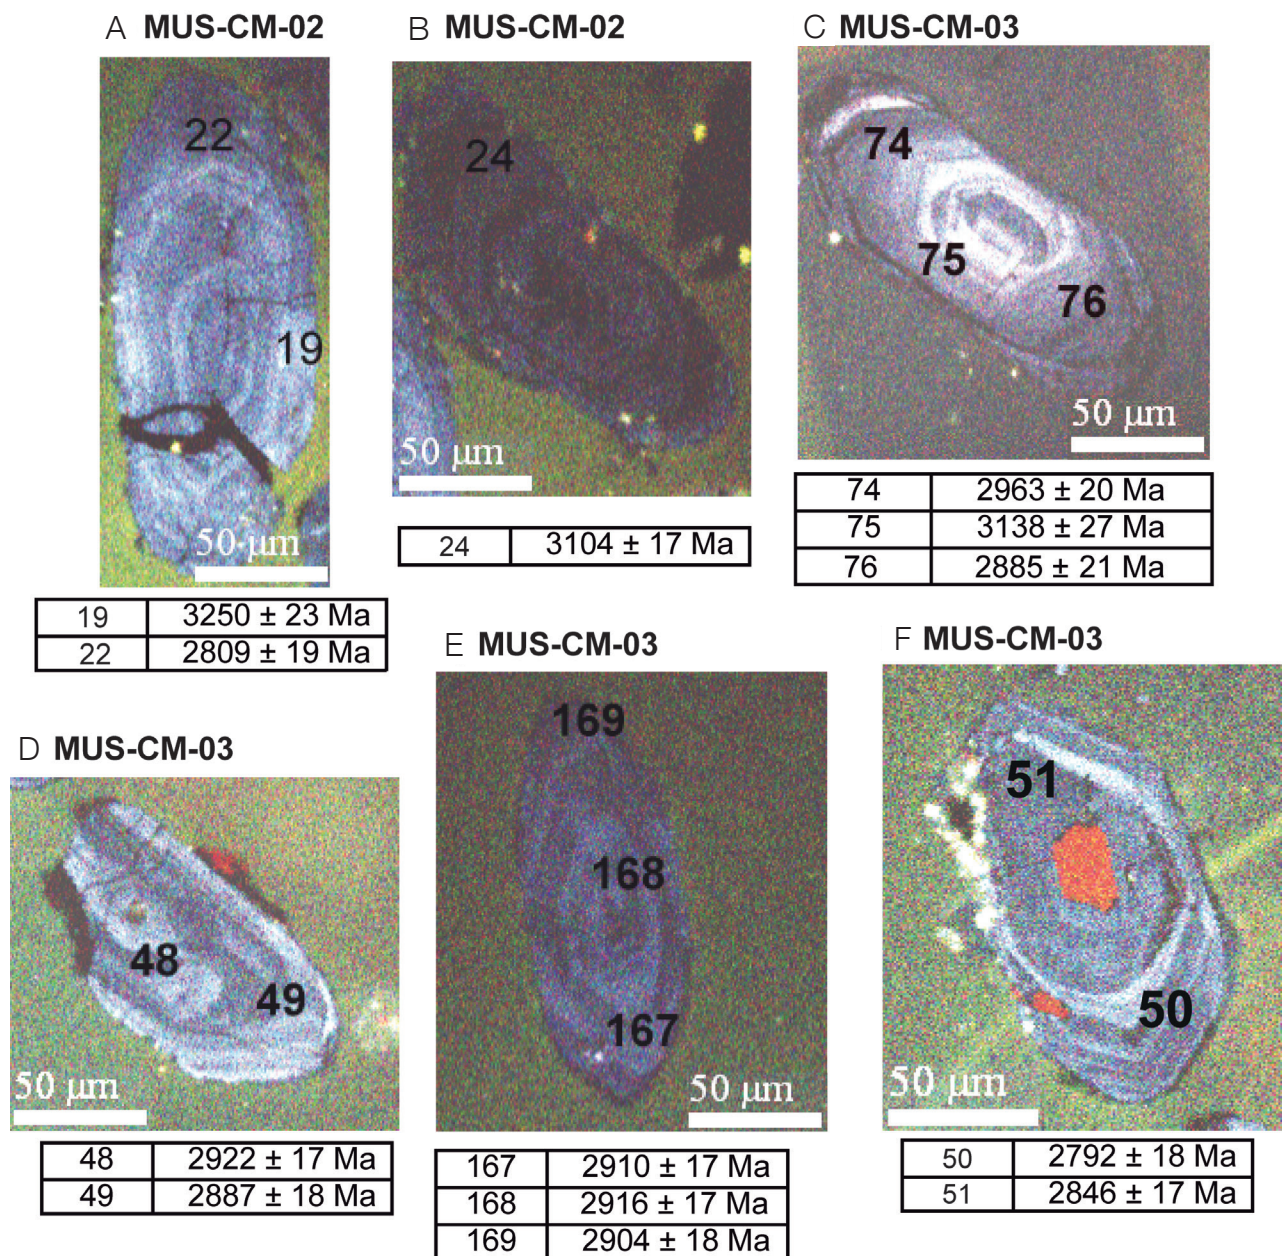 A MUS-CM-02
22
19
50 µm
19 3250 ± 23 Ma
22 2809 ± 19 Ma
B MUS-CM-02
24
50 µm
24 3104 ± 17 Ma
C MUS-CM-03
74
75
76
50 µm
74 2963 ± 20 Ma
75 3138 ± 27 Ma
76 2885 ± 21 Ma
D MUS-CM-03
48
49
50 µm
48 2922 ± 17 Ma
49 2887 ± 18 Ma
E MUS-CM-03
169
168
167
50 µm
167 2910 ± 17 Ma
168 2916 ± 17 Ma
169 2904 ± 18 Ma
F MUS-CM-03
51
50
50 µm
50 2792 ± 18 Ma
51 2846 ± 17 Ma